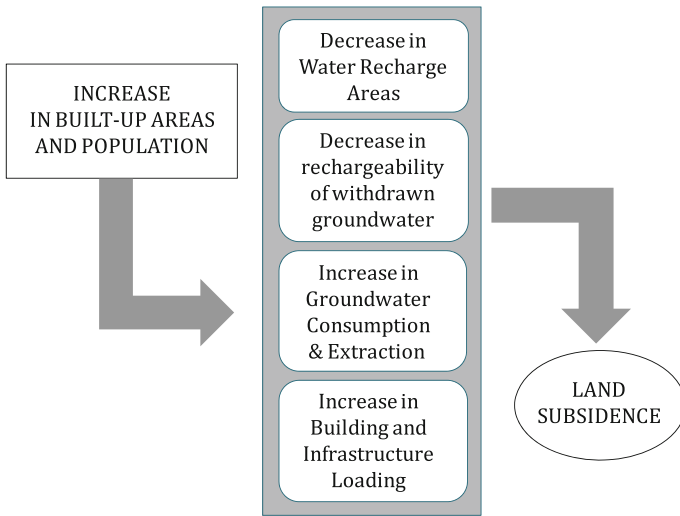 INCREASE
IN BUILT-UP AREAS
AND POPULATION
Decrease in
Water Recharge
Areas
Decrease in
rechargeability
of withdrawn
groundwater
Increase in
Groundwater
Consumption
& Extraction
Increase in
Building and
Infrastructure
Loading
LAND
SUBSIDENCE